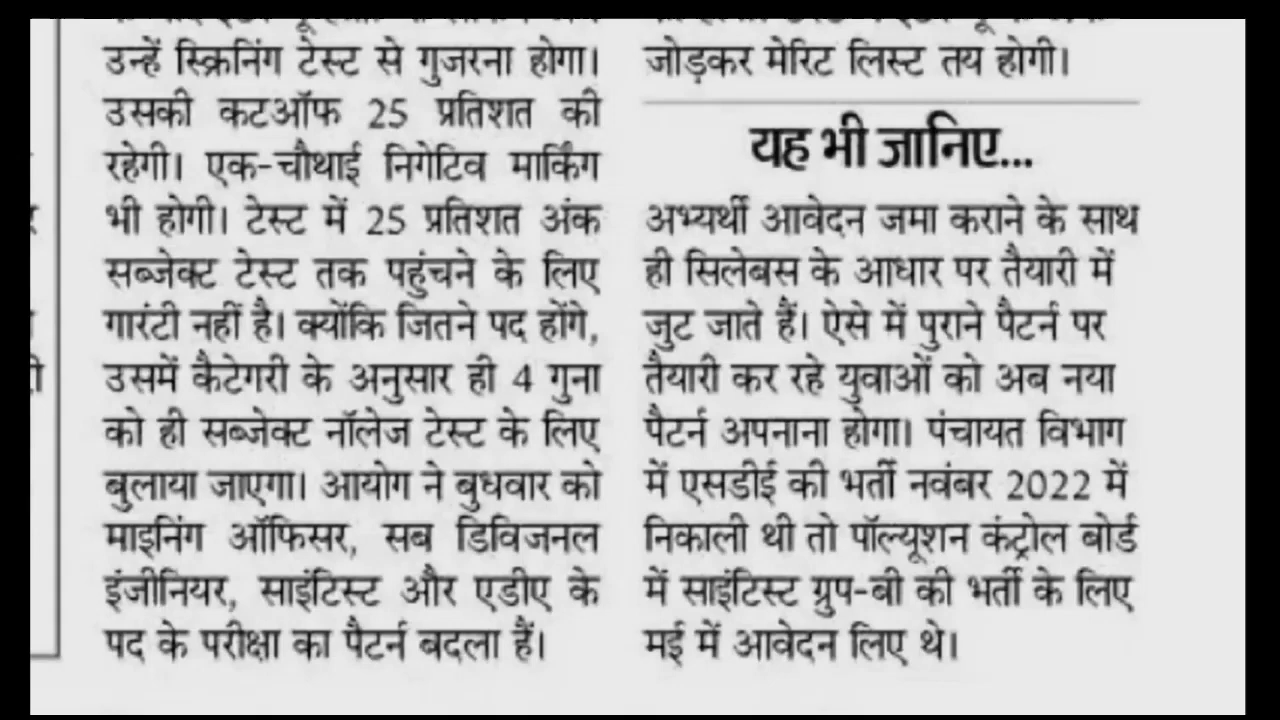 उन्हें स्क्रिनिंग टेस्ट से गुजरना होगा।
उसकी कटऑफ 25 प्रतिशत की
रहेगी। एक-चौथाई निगेटिव मार्किंग
भी होगी। टेस्ट में 25 प्रतिशत अंक
सब्जेक्ट टेस्ट तक पहुंचने के लिए
गारंटी नहीं है। क्योंकि जितने पद होंगे,
उसमें कैटेगरी के अनुसार ही 4 गुना
को ही सब्जेक्ट नॉलेज टेस्ट के लिए
बुलाया जाएगा। आयोग ने बुधवार को
माइनिंग ऑफिसर, सब डिविजनल
इंजीनियर, साइंटिस्ट और एडीए के
पद के परीक्षा का पैटर्न बदला हैं।
जोड़कर मेरिट लिस्ट तय होगी।
यह भी जानिए...
अभ्यर्थी आवेदन जमा कराने के साथ
ही सिलेबस के आधार पर तैयारी में
जुट जाते हैं। ऐसे में पुराने पैटर्न पर
तैयारी कर रहे युवाओं को अब नया
पैटर्न अपनाना होगा। पंचायत विभाग
में एसडीई की भर्ती नवंबर 2022 में
निकाली थी तो पॉल्यूशन कंट्रोल बोर्ड
में साइंटिस्ट ग्रुप-बी की भर्ती के लिए
मई में आवेदन लिए थे।